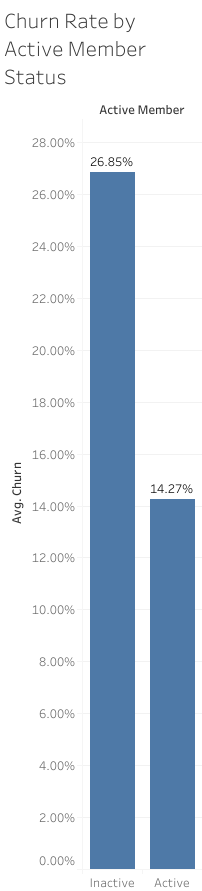 Churn Rate by
Active Member
Status
Active Member
28.00%
26.85%
26.00%
24.00%
22.00%
20.00%
18.00%
16.00%
14.27%
14.00%
Avg. Churn
12.00%
10.00%
8.00%
6.00%
4.00%
2.00%
0.00%
Inactive Active